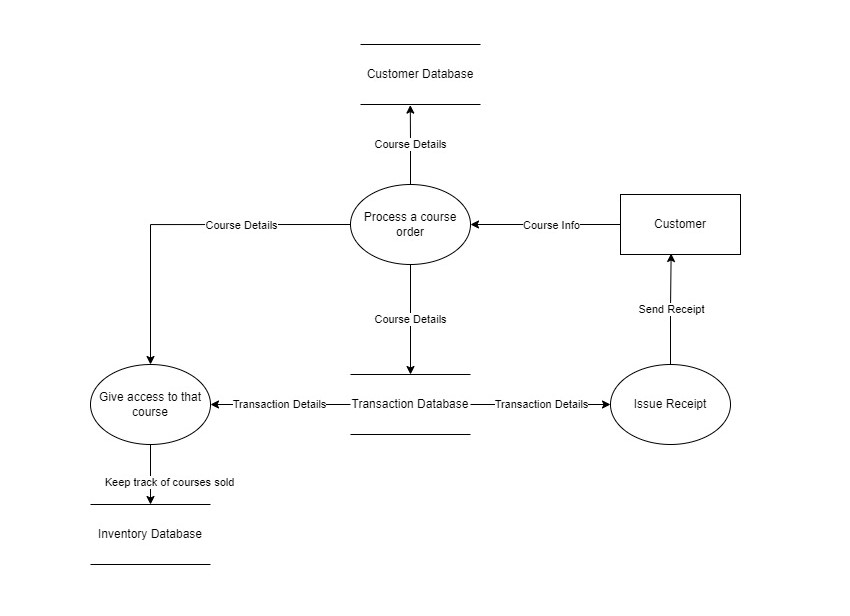 Customer Database
Course Details
Process a course
order
Course Details
Course Info
Customer
Course Details
Send Receipt
Give access to that
course
Transaction Details
Transaction Database
Transaction Details
Issue Receipt
Keep track of courses sold
Inventory Database